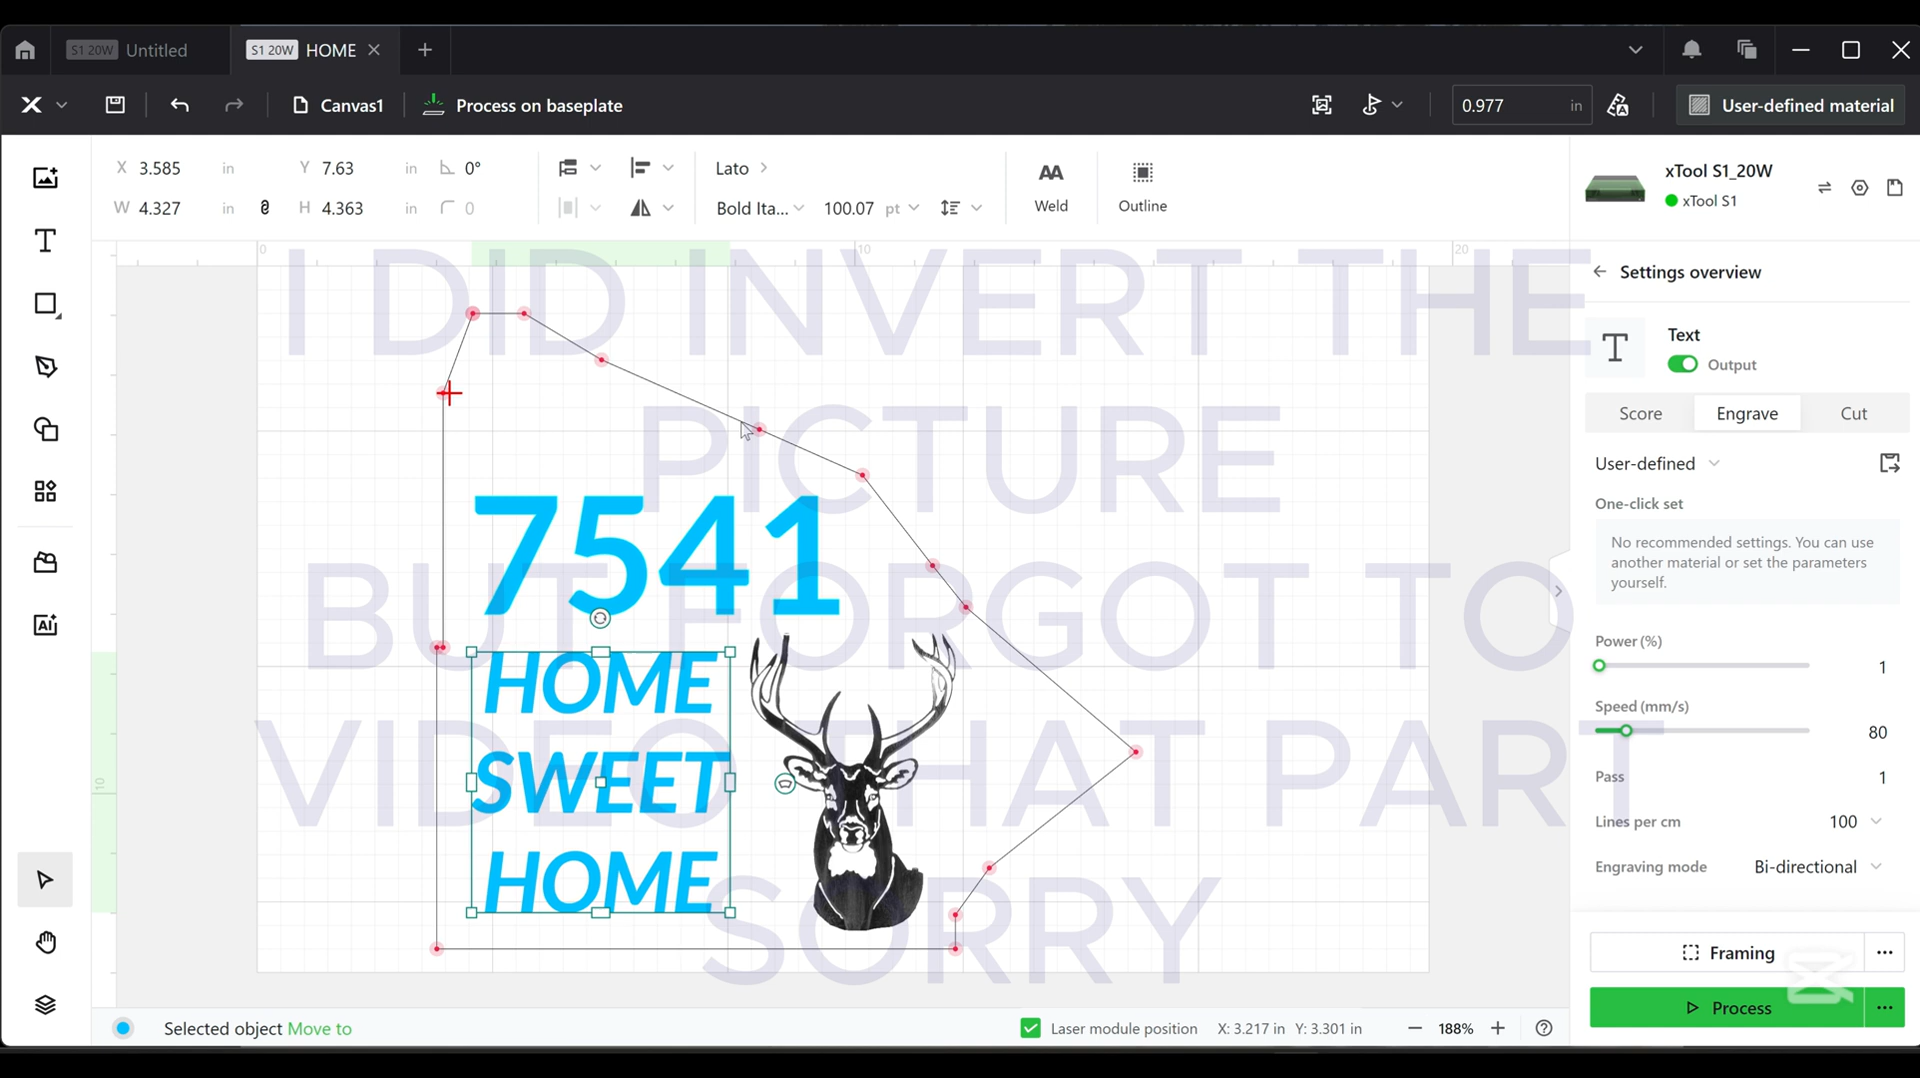 S1 20W Untitled
S1 20W HOME
Canvas1
Process on baseplate
0.977 in
User-defined material
X 3.585 in Y 7.63 in 0°
W 4.327 in H 4.363 in 0
Lato
Bold Ita... 100.07 pt
Weld
Outline
xTool S1_20W
xTool S1
0 10 20
10
I DID INVERT THE
PICTURE
BUT FORGOT TO
VIDEO THAT PART
SORRY
7541
HOME
SWEET
HOME
Settings overview
Text
Output
Score Engrave Cut
User-defined
One-click set
No recommended settings. You can use
another material or set the parameters
yourself.
Power (%)
1
Speed (mm/s)
80
Pass 1
Lines per cm 100
Engraving mode Bi-directional
Framing
Process
Selected object Move to
Laser module position X: 3.217 in Y: 3.301 in
188%